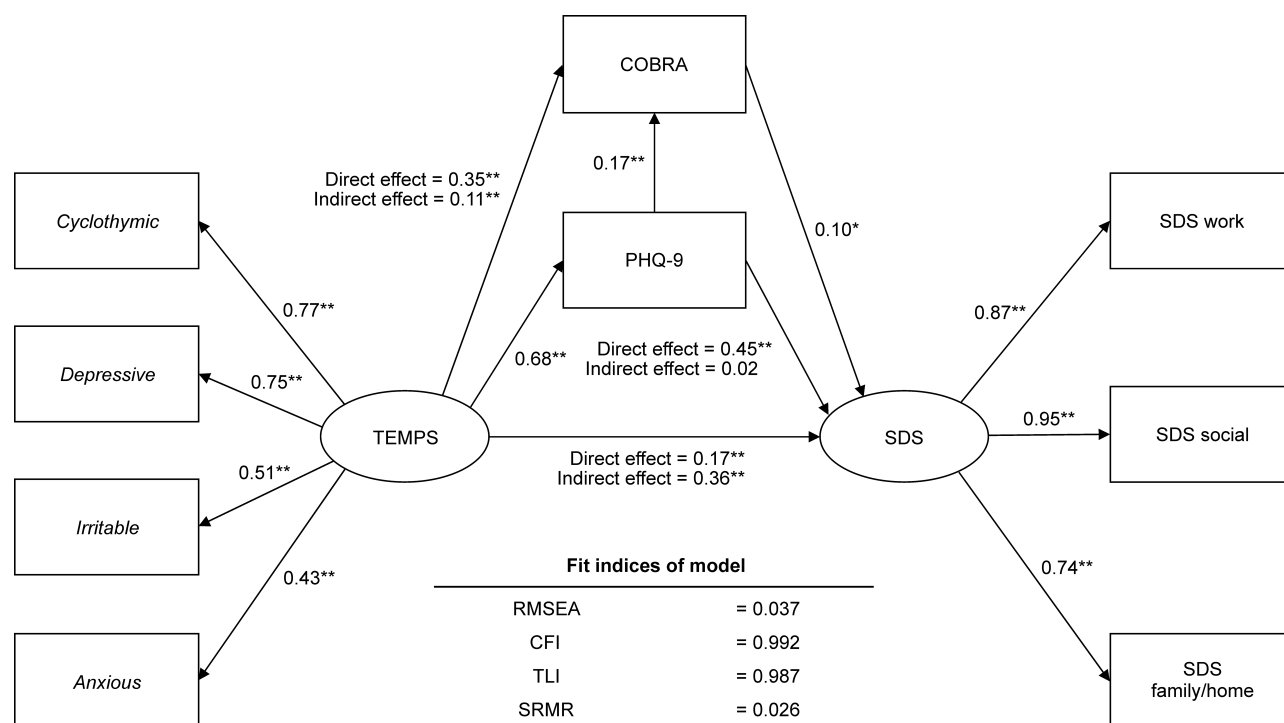 COBRA
0.17**
Direct effect = 0.35**
Indirect effect = 0.11**
Cyclothymic
PHQ-9
0.10*
SDS work
0.77**
0.87**
Depressive
0.75**
0.68**
Direct effect = 0.45**
Indirect effect = 0.02
TEMPS
SDS
0.95**
SDS social
Direct effect = 0.17**
Indirect effect = 0.36**
0.51**
Irritable
0.43**
0.74**
Anxious
SDS
family/home
Fit indices of model
RMSEA = 0.037
CFI = 0.992
TLI = 0.987
SRMR = 0.026